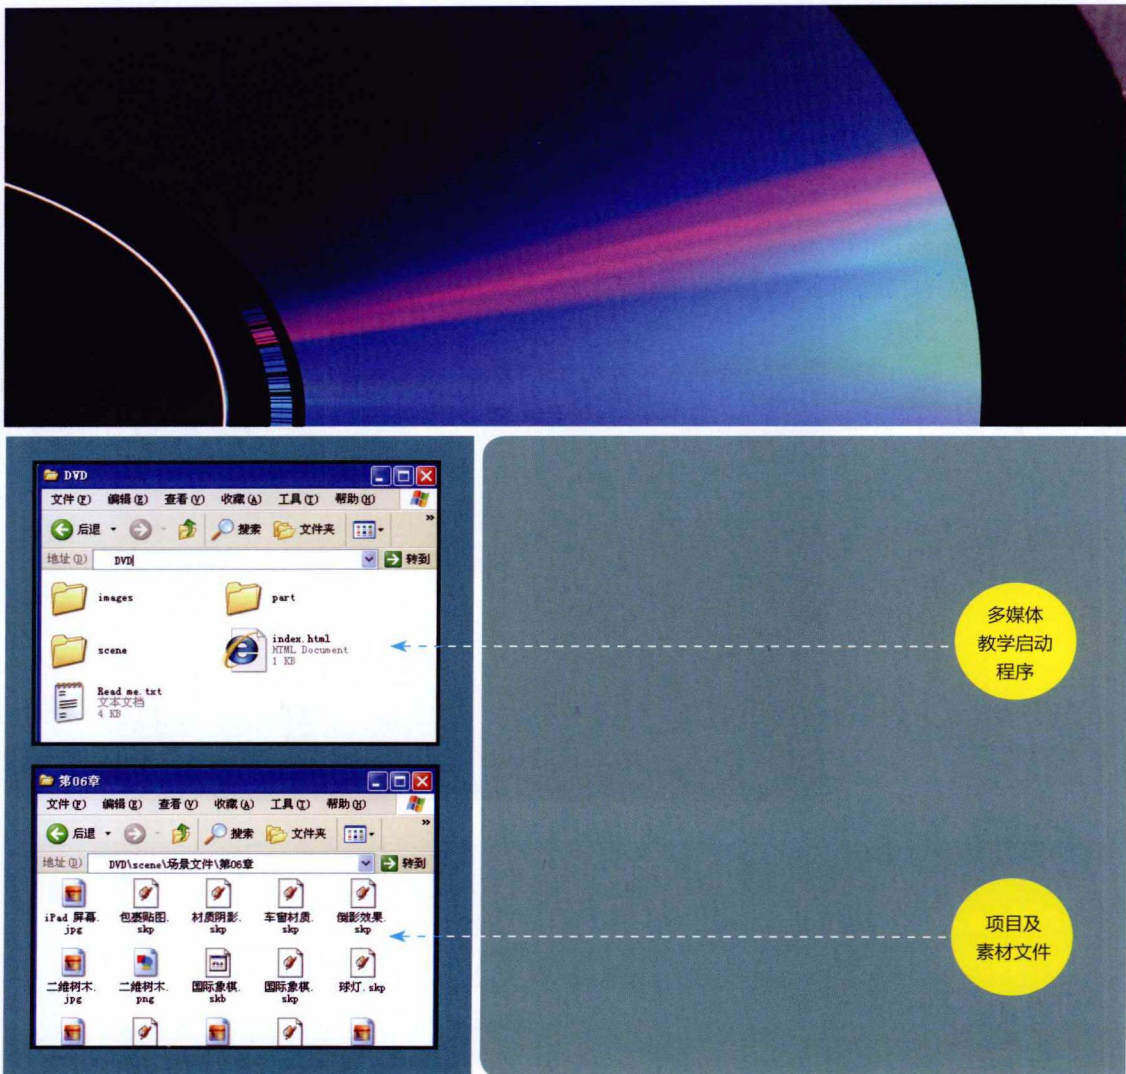 DVD
文件(F) 编辑(E) 查看(V) 收藏(A) 工具(T) 帮助(H)
后退 搜索 文件夹 »
地址(D) DVD 转到
images part
scene index.html
HTML Document
1 KB
Read me.txt
文本文档
4 KB
多媒体
教学启动
程序
第06章
文件(F) 编辑(E) 查看(V) 收藏(A) 工具(T) 帮助(H)
后退 搜索 文件夹 »
地址(D) DVD\scene\场景文件\第06章 转到
iPad 屏幕. 包裹贴图. 材质阴影. 车窗材质. 倒影效果.
jpg skp skp skp skp
二维树木. 二维树木. 国际象棋. 国际象棋. 球灯.skp
jpg png skb skp
项目及
素材文件